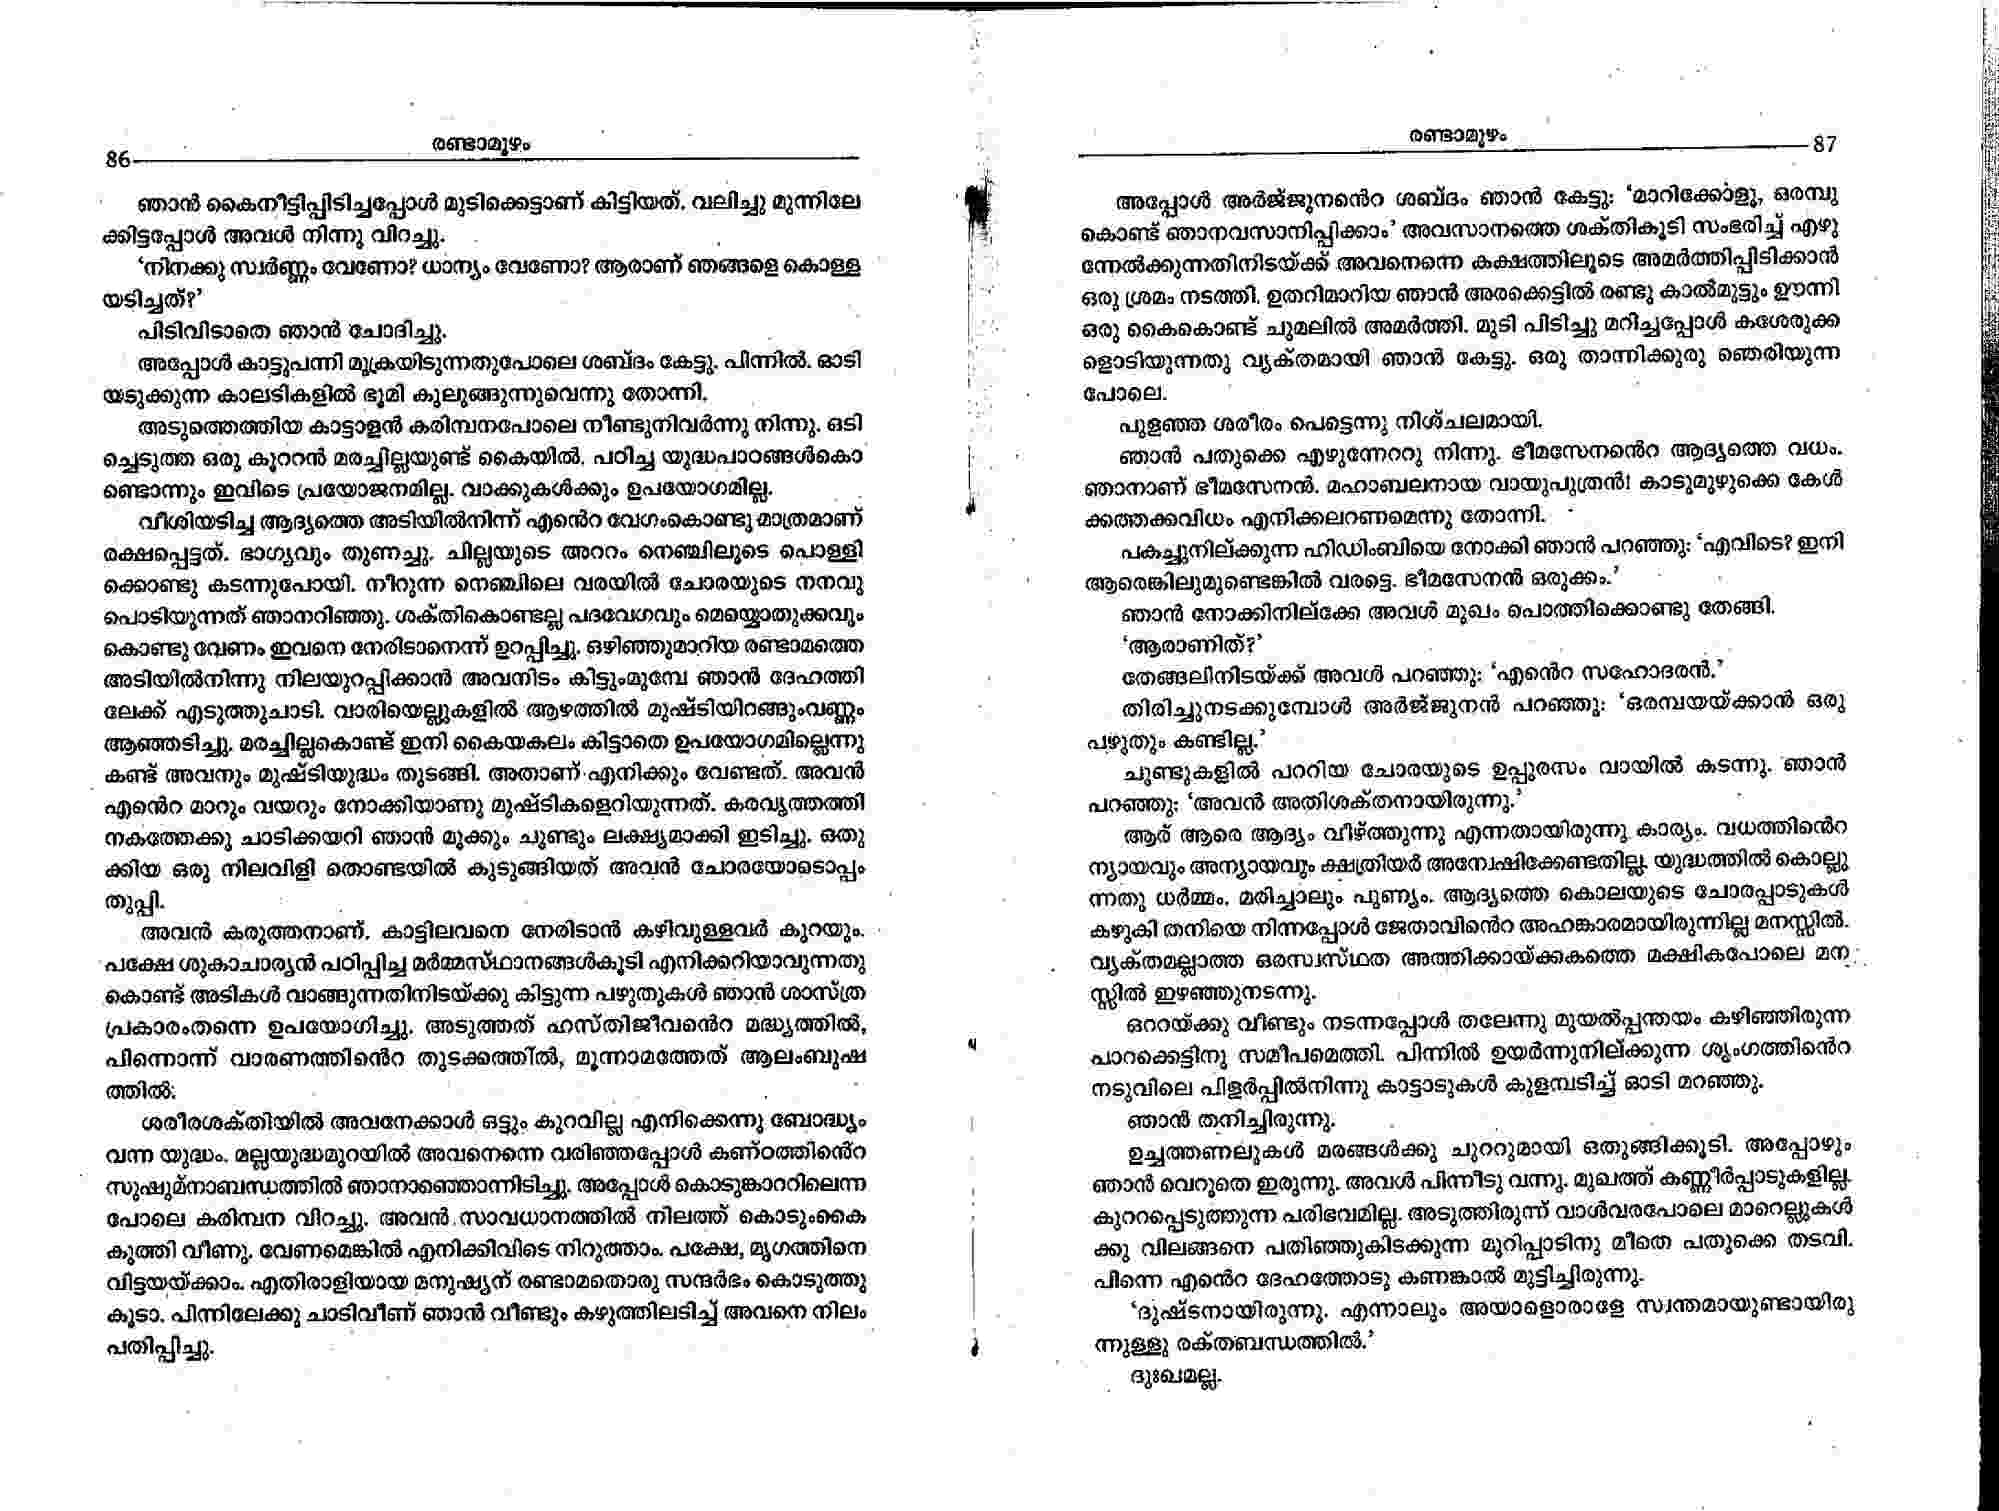 രണ്ടാമൂഴം
86
ഞാൻ കൈനീട്ടിപ്പിടിച്ചപ്പോൾ മുടിക്കെട്ടാണ് കിട്ടിയത്. വലിച്ചു മുന്നിലേ
ക്കിട്ടപ്പോൾ അവൾ നിന്നു വിറച്ചു.
‘നിനക്കു സ്വർണ്ണം വേണോ? ധാന്യം വേണോ? ആരാണ് ഞങ്ങളെ കൊള്ള
യടിച്ചത്?’
പിടിവിടാതെ ഞാൻ ചോദിച്ചു.
അപ്പോൾ കാട്ടുപന്നി മുക്രയിടുന്നതുപോലെ ശബ്ദം കേട്ടു. പിന്നിൽ. ഓടി
യടുക്കുന്ന കാലടികളിൽ ഭൂമി കുലുങ്ങുന്നുവെന്നു തോന്നി.
അടുത്തെത്തിയ കാട്ടാളൻ കരിമ്പനപോലെ നീണ്ടുനിവർന്നു നിന്നു. ഒടി
ച്ചെടുത്ത ഒരു കൂററൻ മരച്ചില്ലയുണ്ട് കൈയിൽ. പഠിച്ച യുദ്ധപാഠങ്ങൾകൊ
ണ്ടൊന്നും ഇവിടെ പ്രയോജനമില്ല. വാക്കുകൾക്കും ഉപയോഗമില്ല.
വീശിയടിച്ച ആദ്യത്തെ അടിയിൽനിന്ന് എന്റെ വേഗംകൊണ്ടുമാത്രമാണ്
രക്ഷപ്പെട്ടത്. ഭാഗ്യവും തുണച്ചു. ചില്ലയുടെ അററം നെഞ്ചിലൂടെ പൊള്ളി
ക്കൊണ്ടു കടന്നുപോയി. നീറുന്ന നെഞ്ചിലെ വരയിൽ ചോരയുടെ നനവു
പൊടിയുന്നത് ഞാനറിഞ്ഞു. ശക്തികൊണ്ടല്ല പദവേഗവും മെയ്യൊതുക്കവും
കൊണ്ടു വേണം ഇവനെ നേരിടാനെന്ന് ഉറപ്പിച്ചു. ഒഴിഞ്ഞുമാറിയ രണ്ടാമത്തെ
അടിയിൽനിന്നു നിലയുറപ്പിക്കാൻ അവനിടം കിട്ടുംമുമ്പേ ഞാൻ ദേഹത്തി
ലേക്ക് എടുത്തുചാടി. വാരിയെല്ലുകളിൽ ആഴത്തിൽ മുഷ്ടിയിറങ്ങുംവണ്ണം
ആഞ്ഞടിച്ചു. മരച്ചില്ലകൊണ്ട് ഇനി കൈയകലം കിട്ടാതെ ഉപയോഗമില്ലെന്നു
കണ്ട് അവനും മുഷ്ടിയുദ്ധം തുടങ്ങി. അതാണ് എനിക്കും വേണ്ടത്. അവൻ
എന്റെ മാറും വയറും നോക്കിയാണു മുഷ്ടികളെറിയുന്നത്. കരവൃത്തത്തി
നകത്തേക്കു ചാടിക്കയറി ഞാൻ മൂക്കും ചുണ്ടും ലക്ഷ്യമാക്കി ഇടിച്ചു. ഒതു
ക്കിയ ഒരു നിലവിളി തൊണ്ടയിൽ കുടുങ്ങിയത് അവൻ ചോരയോടൊപ്പം
തുപ്പി.
അവൻ കരുത്തനാണ്. കാട്ടിലവനെ നേരിടാൻ കഴിവുള്ളവർ കുറയും.
പക്ഷേ ശുകാചാര്യൻ പഠിപ്പിച്ച മർമ്മസ്ഥാനങ്ങൾകൂടി എനിക്കറിയാവുന്നതു
കൊണ്ട് അടികൾ വാങ്ങുന്നതിനിടയ്ക്കു കിട്ടുന്ന പഴുതുകൾ ഞാൻ ശാസ്ത്ര
പ്രകാരംതന്നെ ഉപയോഗിച്ചു. അടുത്തത് ഹസ്തിജീവന്റെ മദ്ധ്യത്തിൽ,
പിന്നൊന്ന് വാരണത്തിന്റെ തുടക്കത്തിൽ, മൂന്നാമത്തേത് ആലംബുഷ
ത്തിൽ.
ശരീരശക്തിയിൽ അവനേക്കാൾ ഒട്ടും കുറവില്ല എനിക്കെന്നു ബോദ്ധ്യം
വന്ന യുദ്ധം. മല്ലയുദ്ധമുറയിൽ അവനെന്നെ വരിഞ്ഞപ്പോൾ കണ്ഠത്തിന്റെ
സുഷുമ്നാബന്ധത്തിൽ ഞാനാഞ്ഞൊന്നിടിച്ചു. അപ്പോൾ കൊടുങ്കാററിലെന്ന
പോലെ കരിമ്പന വിറച്ചു. അവൻ സാവധാനത്തിൽ നിലത്ത് കൊടുംകൈ
കുത്തി വീണു. വേണമെങ്കിൽ എനിക്കിവിടെ നിറുത്താം. പക്ഷേ, മൃഗത്തിനെ
വിട്ടയയ്ക്കാം. എതിരാളിയായ മനുഷ്യന് രണ്ടാമതൊരു സന്ദർഭം കൊടുത്തു
കൂടാ. പിന്നിലേക്കു ചാടിവീണ് ഞാൻ വീണ്ടും കഴുത്തിലടിച്ച് അവനെ നിലം
പതിപ്പിച്ചു.
രണ്ടാമൂഴം
87
അപ്പോൾ അർജ്ജുനന്റെ ശബ്ദം ഞാൻ കേട്ടു: ‘മാറിക്കോളൂ, ഒരമ്പു
കൊണ്ട് ഞാനവസാനിപ്പിക്കാം’ അവസാനത്തെ ശക്തികൂടി സംഭരിച്ച് എഴു
ന്നേൽക്കുന്നതിനിടയ്ക്ക് അവനെന്നെ കക്ഷത്തിലൂടെ അമർത്തിപ്പിടിക്കാൻ
ഒരു ശ്രമം നടത്തി. ഉതറിമാറിയ ഞാൻ അരക്കെട്ടിൽ രണ്ടു കാൽമുട്ടും ഊന്നി
ഒരു കൈകൊണ്ട് ചുമലിൽ അമർത്തി. മുടി പിടിച്ചു മറിച്ചപ്പോൾ കശേരുക്ക
ളൊടിയുന്നതു വ്യക്തമായി ഞാൻ കേട്ടു. ഒരു താന്നിക്കുരു ഞെരിയുന്ന
പോലെ.
പുളഞ്ഞ ശരീരം പെട്ടെന്നു നിശ്ചലമായി.
ഞാൻ പതുക്കെ എഴുന്നേററു നിന്നു. ഭീമസേനന്റെ ആദ്യത്തെ വധം.
ഞാനാണ് ഭീമസേനൻ. മഹാബലനായ വായുപുത്രൻ! കാടുമുഴുക്കെ കേൾ
ക്കത്തക്കവിധം എനിക്കലറണമെന്നു തോന്നി.
പകച്ചുനില്ക്കുന്ന ഹിഡിംബിയെ നോക്കി ഞാൻ പറഞ്ഞു: ‘എവിടെ? ഇനി
ആരെങ്കിലുമുണ്ടെങ്കിൽ വരട്ടെ. ഭീമസേനൻ ഒരുക്കം.’
ഞാൻ നോക്കിനില്ക്കേ അവൾ മുഖം പൊത്തിക്കൊണ്ടു തേങ്ങി.
‘ആരാണിത്?’
തേങ്ങലിനിടയ്ക്ക് അവൾ പറഞ്ഞു: ‘എന്റെ സഹോദരൻ.’
തിരിച്ചുനടക്കുമ്പോൾ അർജ്ജുനൻ പറഞ്ഞു: ‘ഒരമ്പയയ്ക്കാൻ ഒരു
പഴുതും കണ്ടില്ല.’
ചുണ്ടുകളിൽ പററിയ ചോരയുടെ ഉപ്പുരസം വായിൽ കടന്നു. ഞാൻ
പറഞ്ഞു: ‘അവൻ അതിശക്തനായിരുന്നു.’
ആര് ആരെ ആദ്യം വീഴ്ത്തുന്നു എന്നതായിരുന്നു കാര്യം. വധത്തിന്റെ
ന്യായവും അന്യായവും ക്ഷത്രിയർ അന്വേഷിക്കേണ്ടതില്ല. യുദ്ധത്തിൽ കൊല്ലു
ന്നതു ധർമ്മം. മരിച്ചാലും പുണ്യം. ആദ്യത്തെ കൊലയുടെ ചോരപ്പാടുകൾ
കഴുകി തനിയെ നിന്നപ്പോൾ ജേതാവിന്റെ അഹങ്കാരമായിരുന്നില്ല മനസ്സിൽ.
വ്യക്തമല്ലാത്ത ഒരസ്വസ്ഥത അത്തിക്കായ്ക്കകത്തെ മക്ഷികപോലെ മന
സ്സിൽ ഇഴഞ്ഞുനടന്നു.
ഒററയ്ക്കു വീണ്ടും നടന്നപ്പോൾ തലേന്നു മുയൽപ്പന്തയം കഴിഞ്ഞിരുന്ന
പാറക്കെട്ടിനു സമീപമെത്തി. പിന്നിൽ ഉയർന്നുനില്ക്കുന്ന ശൃംഗത്തിന്റെ
നടുവിലെ പിളർപ്പിൽനിന്നു കാട്ടാടുകൾ കുളമ്പടിച്ച് ഓടി മറഞ്ഞു.
ഞാൻ തനിച്ചിരുന്നു.
ഉച്ചത്തണലുകൾ മരങ്ങൾക്കു ചുററുമായി ഒതുങ്ങിക്കൂടി. അപ്പോഴും
ഞാൻ വെറുതെ ഇരുന്നു. അവൾ പിന്നീടു വന്നു. മുഖത്ത് കണ്ണീർപ്പാടുകളില്ല.
കുററപ്പെടുത്തുന്ന പരിഭവമില്ല. അടുത്തിരുന്ന് വാൾവരപോലെ മാറെല്ലുകൾ
ക്കു വിലങ്ങനെ പതിഞ്ഞുകിടക്കുന്ന മുറിപ്പാടിനു മീതെ പതുക്കെ തടവി.
പിന്നെ എന്റെ ദേഹത്തോടു കണങ്കാൽ മുട്ടിച്ചിരുന്നു.
‘ദുഷ്ടനായിരുന്നു. എന്നാലും അയാളൊരാളേ സ്വന്തമായുണ്ടായിരു
ന്നുള്ളു രക്തബന്ധത്തിൽ.’
ദുഃഖമല്ല.